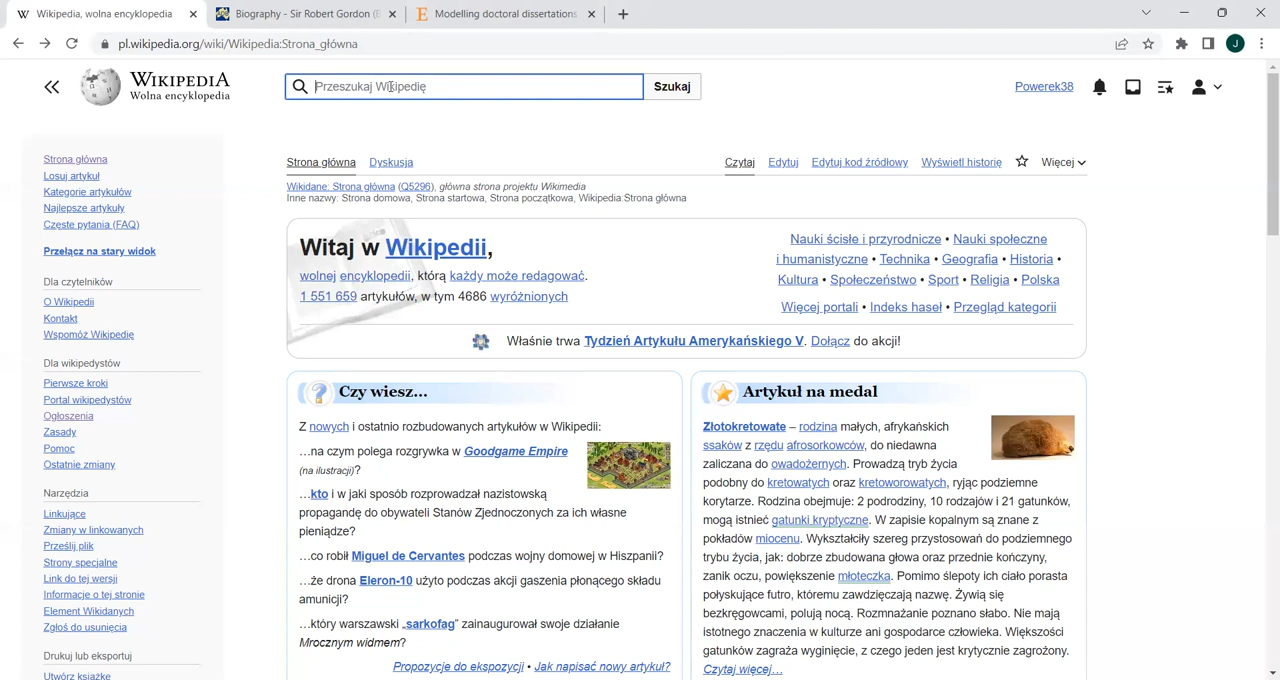 Wikipedia, wolna encyklopedia
Biography - Sir Robert Gordon (B
Modelling doctoral dissertations
pl.wikipedia.org/wiki/Wikipedia:Strona_główna
J
WIKIPEDIA
Wolna encyklopedia
Przeszukaj Wikipedię
Szukaj
Powerek38
Strona główna
Losuj artykuł
Kategorie artykułów
Najlepsze artykuły
Częste pytania (FAQ)
Przełącz na stary widok
Dla czytelników
O Wikipedii
Kontakt
Wspomóż Wikipedię
Dla wikipedystów
Pierwsze kroki
Portal wikipedystów
Ogłoszenia
Zasady
Pomoc
Ostatnie zmiany
Narzędzia
Linkujące
Zmiany w linkowanych
Prześlij plik
Strony specjalne
Link do tej wersji
Informacje o tej stronie
Element Wikidanych
Zgłoś do usunięcia
Drukuj lub eksportuj
Utwórz książkę
Strona główna Dyskusja
Czytaj Edytuj Edytuj kod źródłowy Wyświetl historię Więcej
Wikidane: Strona główna (Q5296), główna strona projektu Wikimedia
Inne nazwy: Strona domowa, Strona startowa, Strona początkowa, Wikipedia:Strona główna
Witaj w Wikipedii,
wolnej encyklopedii, którą każdy może redagować.
1 551 659 artykułów, w tym 4686 wyróżnionych
Nauki ścisłe i przyrodnicze • Nauki społeczne
i humanistyczne • Technika • Geografia • Historia •
Kultura • Społeczeństwo • Sport • Religia • Polska
Więcej portali • Indeks haseł • Przegląd kategorii
Właśnie trwa Tydzień Artykułu Amerykańskiego V. Dołącz do akcji!
Czy wiesz...
Z nowych i ostatnio rozbudowanych artykułów w Wikipedii:
…na czym polega rozgrywka w Goodgame Empire
(na ilustracji)?
…kto i w jaki sposób rozprowadzał nazistowską
propagandę do obywateli Stanów Zjednoczonych za ich własne
pieniądze?
…co robił Miguel de Cervantes podczas wojny domowej w Hiszpanii?
…że drona Eleron-10 użyto podczas akcji gaszenia płonącego składu
amunicji?
…który warszawski „sarkofag” zainaugurował swoje działanie
Mrocznym widmem?
Propozycje do ekspozycji • Jak napisać nowy artykuł?
Artykuł na medal
Złotokretowate – rodzina małych, afrykańskich
ssaków z rzędu afrosorkowców, do niedawna
zaliczana do owadożernych. Prowadzą tryb życia
podobny do kretowatych oraz kretoworowatych, ryjąc podziemne
korytarze. Rodzina obejmuje: 2 podrodziny, 10 rodzajów i 21 gatunków,
mogą istnieć gatunki kryptyczne. W zapisie kopalnym są znane z
pokładów miocenu. Wykształciły szereg przystosowań do podziemnego
trybu życia, jak: dobrze zbudowana głowa oraz przednie kończyny,
zanik oczu, powiększenie młoteczka. Pomimo ślepoty ich ciało porasta
połyskujące futro, któremu zawdzięczają nazwę. Żywią się
bezkręgowcami, polują nocą. Rozmnażanie poznano słabo. Nie mają
istotnego znaczenia w kulturze ani gospodarce człowieka. Większości
gatunków zagraża wyginięcie, z czego jeden jest krytycznie zagrożony.
Czytaj więcej…